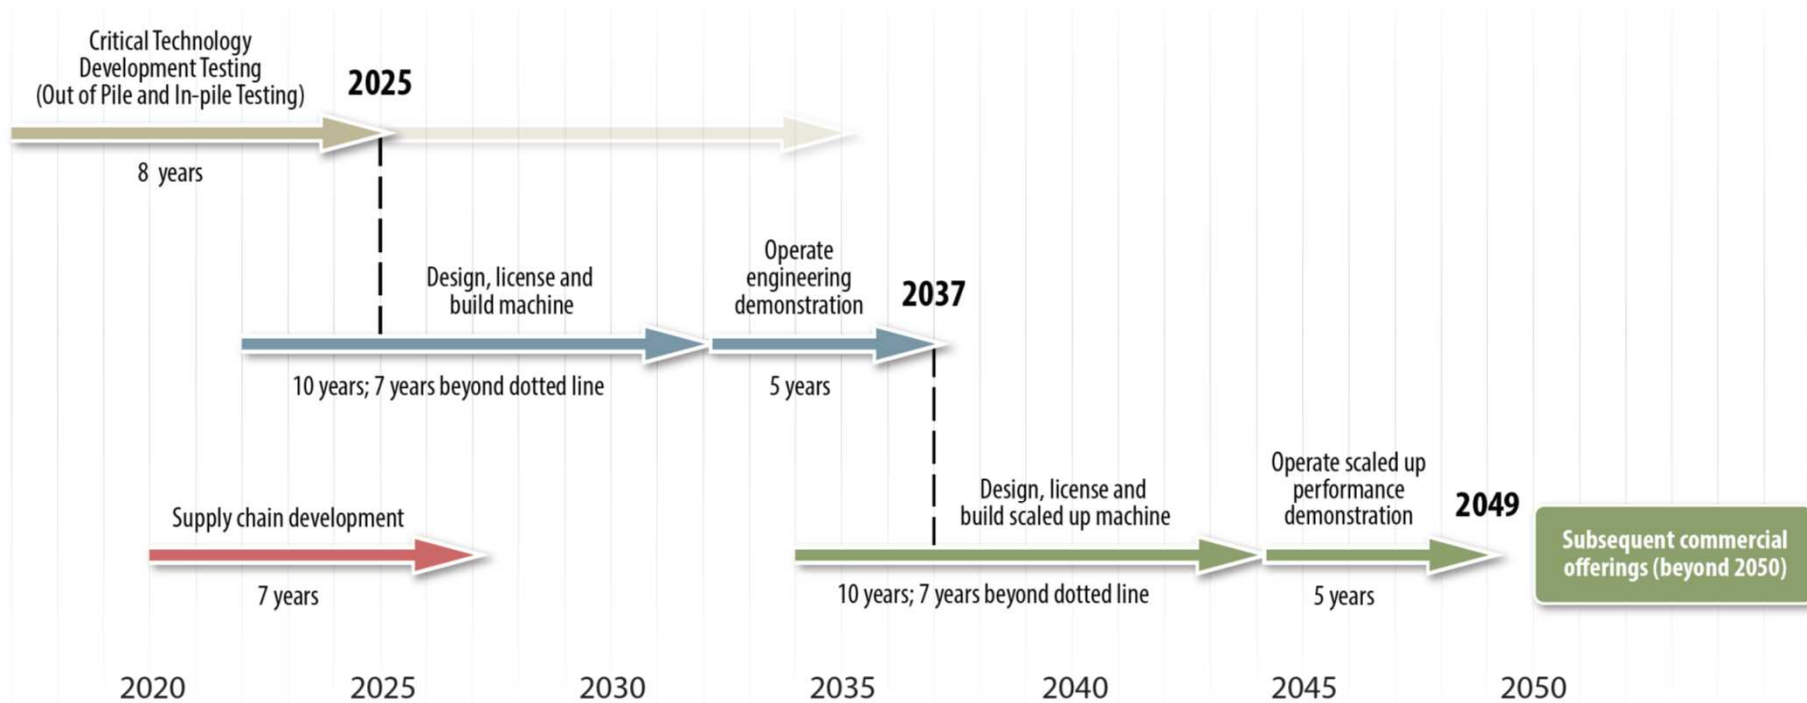 Critical Technology
Development Testing
(Out of Pile and In-pile Testing)
2025
8 years
Design, license and
build machine
Operate
engineering
demonstration
2037
10 years; 7 years beyond dotted line
5 years
Supply chain development
7 years
Design, license and
build scaled up machine
Operate scaled up
performance
demonstration
2049
Subsequent commercial
offerings (beyond 2050)
10 years; 7 years beyond dotted line
5 years
2020 2025 2030 2035 2040 2045 2050